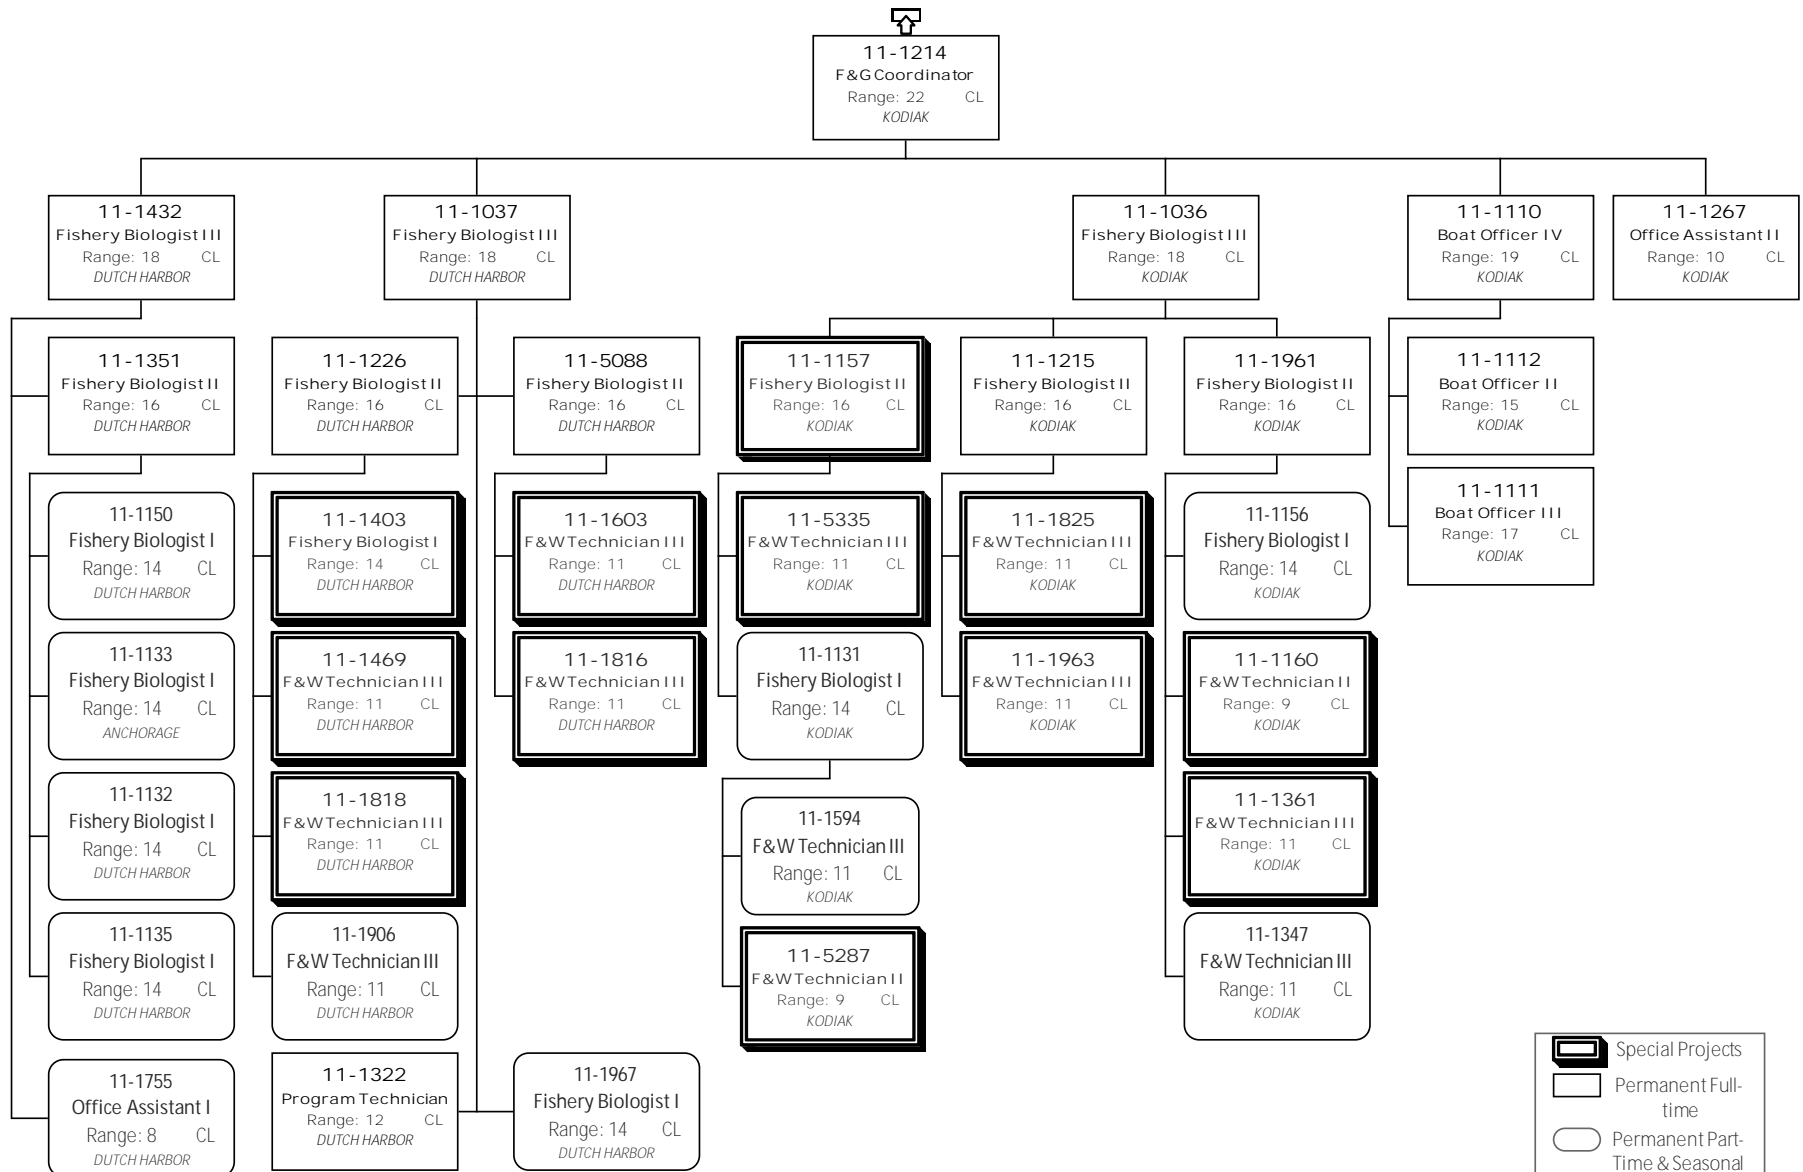 11-1214
F&G Coordinator
Range: 22 CL
KODIAK
11-1432
Fishery Biologist III
Range: 18 CL
DUTCH HARBOR
11-1037
Fishery Biologist III
Range: 18 CL
DUTCH HARBOR
11-1036
Fishery Biologist III
Range: 18 CL
KODIAK
11-1110
Boat Officer IV
Range: 19 CL
KODIAK
11-1267
Office Assistant II
Range: 10 CL
KODIAK
11-1351
Fishery Biologist II
Range: 16 CL
DUTCH HARBOR
11-1226
Fishery Biologist II
Range: 16 CL
DUTCH HARBOR
11-5088
Fishery Biologist II
Range: 16 CL
DUTCH HARBOR
11-1157
Fishery Biologist II
Range: 16 CL
KODIAK
11-1215
Fishery Biologist II
Range: 16 CL
KODIAK
11-1961
Fishery Biologist II
Range: 16 CL
KODIAK
11-1112
Boat Officer II
Range: 15 CL
KODIAK
11-1111
Boat Officer III
Range: 17 CL
KODIAK
11-1150
Fishery Biologist I
Range: 14 CL
DUTCH HARBOR
11-1403
Fishery Biologist I
Range: 14 CL
DUTCH HARBOR
11-1603
F&W Technician III
Range: 11 CL
DUTCH HARBOR
11-5335
F&W Technician III
Range: 11 CL
KODIAK
11-1825
F&W Technician III
Range: 11 CL
KODIAK
11-1156
Fishery Biologist I
Range: 14 CL
KODIAK
11-1133
Fishery Biologist I
Range: 14 CL
ANCHORAGE
11-1469
F&W Technician III
Range: 11 CL
DUTCH HARBOR
11-1816
F&W Technician III
Range: 11 CL
DUTCH HARBOR
11-1131
Fishery Biologist I
Range: 14 CL
KODIAK
11-1963
F&W Technician III
Range: 11 CL
KODIAK
11-1160
F&W Technician II
Range: 9 CL
KODIAK
11-1132
Fishery Biologist I
Range: 14 CL
DUTCH HARBOR
11-1818
F&W Technician III
Range: 11 CL
DUTCH HARBOR
11-1594
F&W Technician III
Range: 11 CL
KODIAK
11-1361
F&W Technician III
Range: 11 CL
KODIAK
11-1135
Fishery Biologist I
Range: 14 CL
DUTCH HARBOR
11-1906
F&W Technician III
Range: 11 CL
DUTCH HARBOR
11-5287
F&W Technician II
Range: 9 CL
KODIAK
11-1347
F&W Technician III
Range: 11 CL
KODIAK
11-1755
Office Assistant I
Range: 8 CL
DUTCH HARBOR
11-1322
Program Technician
Range: 12 CL
DUTCH HARBOR
11-1967
Fishery Biologist I
Range: 14 CL
DUTCH HARBOR
Special Projects
Permanent Full-
time
Permanent Part-
Time & Seasonal